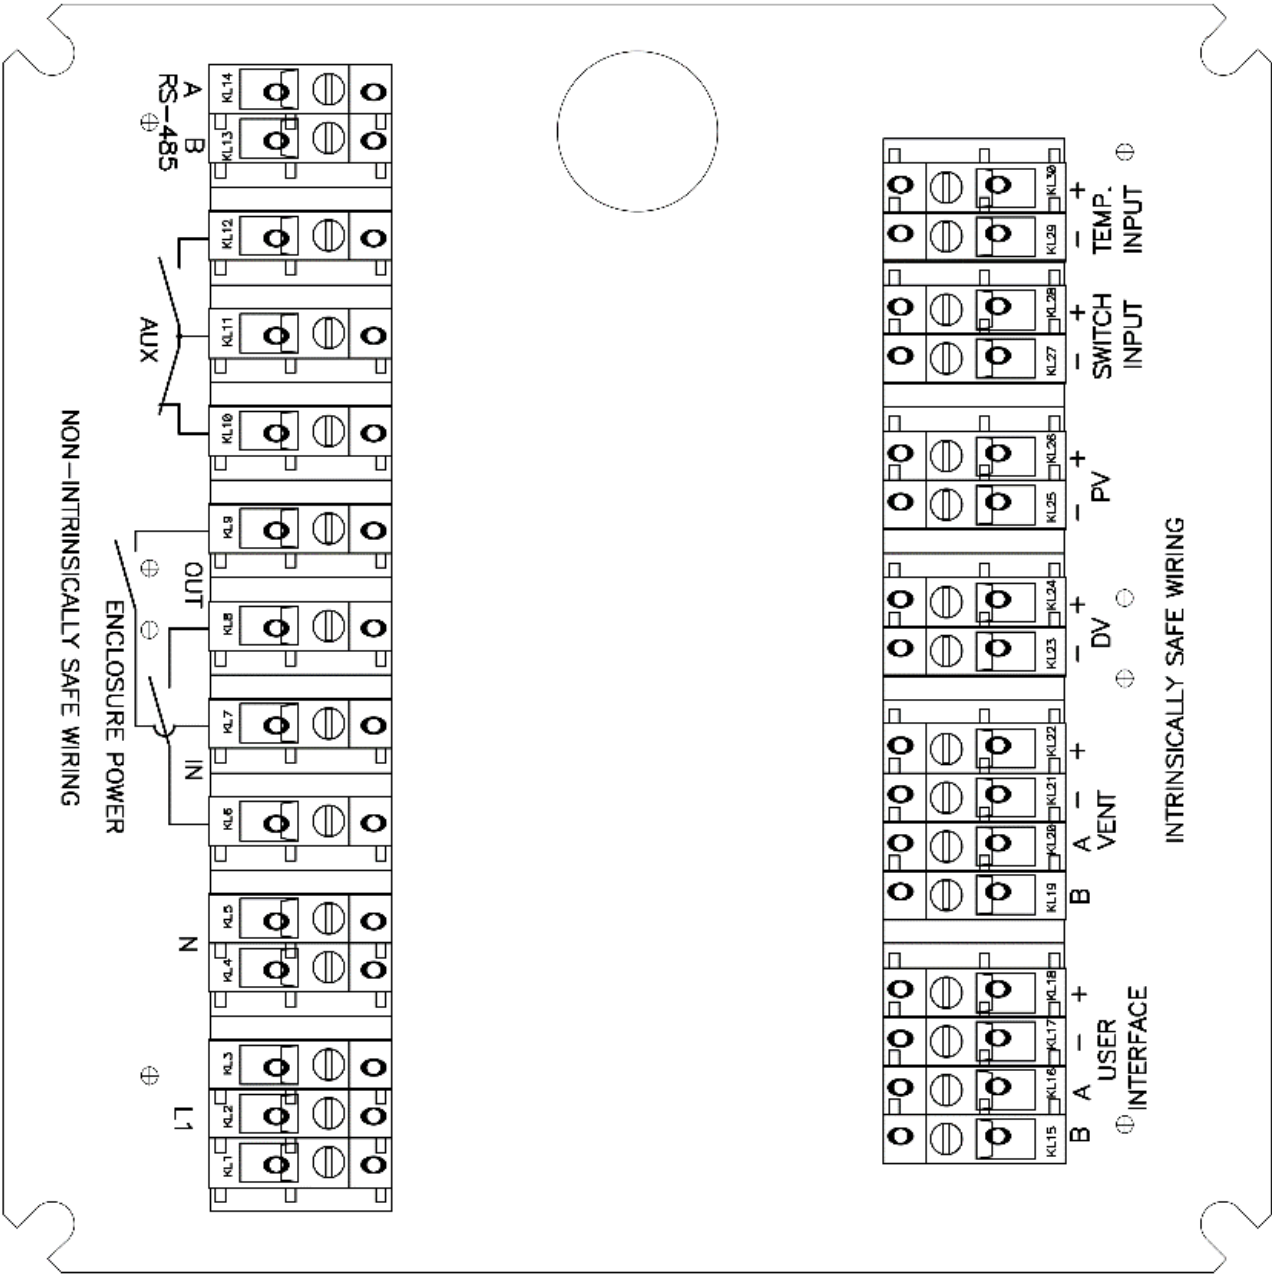 NON-INTRINSICALLY SAFE WIRING
A
B
RS-485
AUX
OUT
IN
ENCLOSURE POWER
N
L1
KL14
KL13
KL12
KL11
KL10
KL9
KL8
KL7
KL6
KL5
KL4
KL3
KL2
KL1
KL30
KL29
KL28
KL27
KL26
KL25
KL24
KL23
KL22
KL21
KL20
KL19
KL18
KL17
KL16
KL15
+
-
TEMP.
INPUT
+
-
SWITCH
INPUT
+
-
PV
+
-
DV
+
-
A
B
VENT
+
-
A
B
USER
INTERFACE
INTRINSICALLY SAFE WIRING